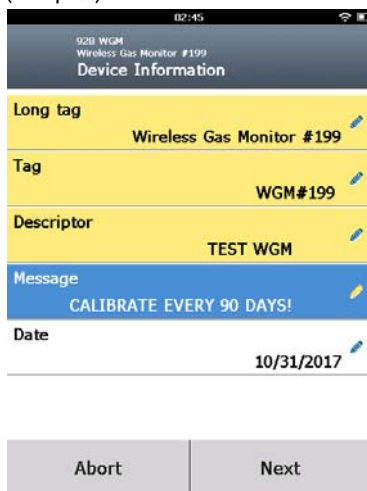 02:45
928 WGM
Wireless Gas Monitor #199
Device Information
Long tag
Wireless Gas Monitor #199
Tag
WGM#199
Descriptor
TEST WGM
Message
CALIBRATE EVERY 90 DAYS!
Date
10/31/2017
Abort
Next